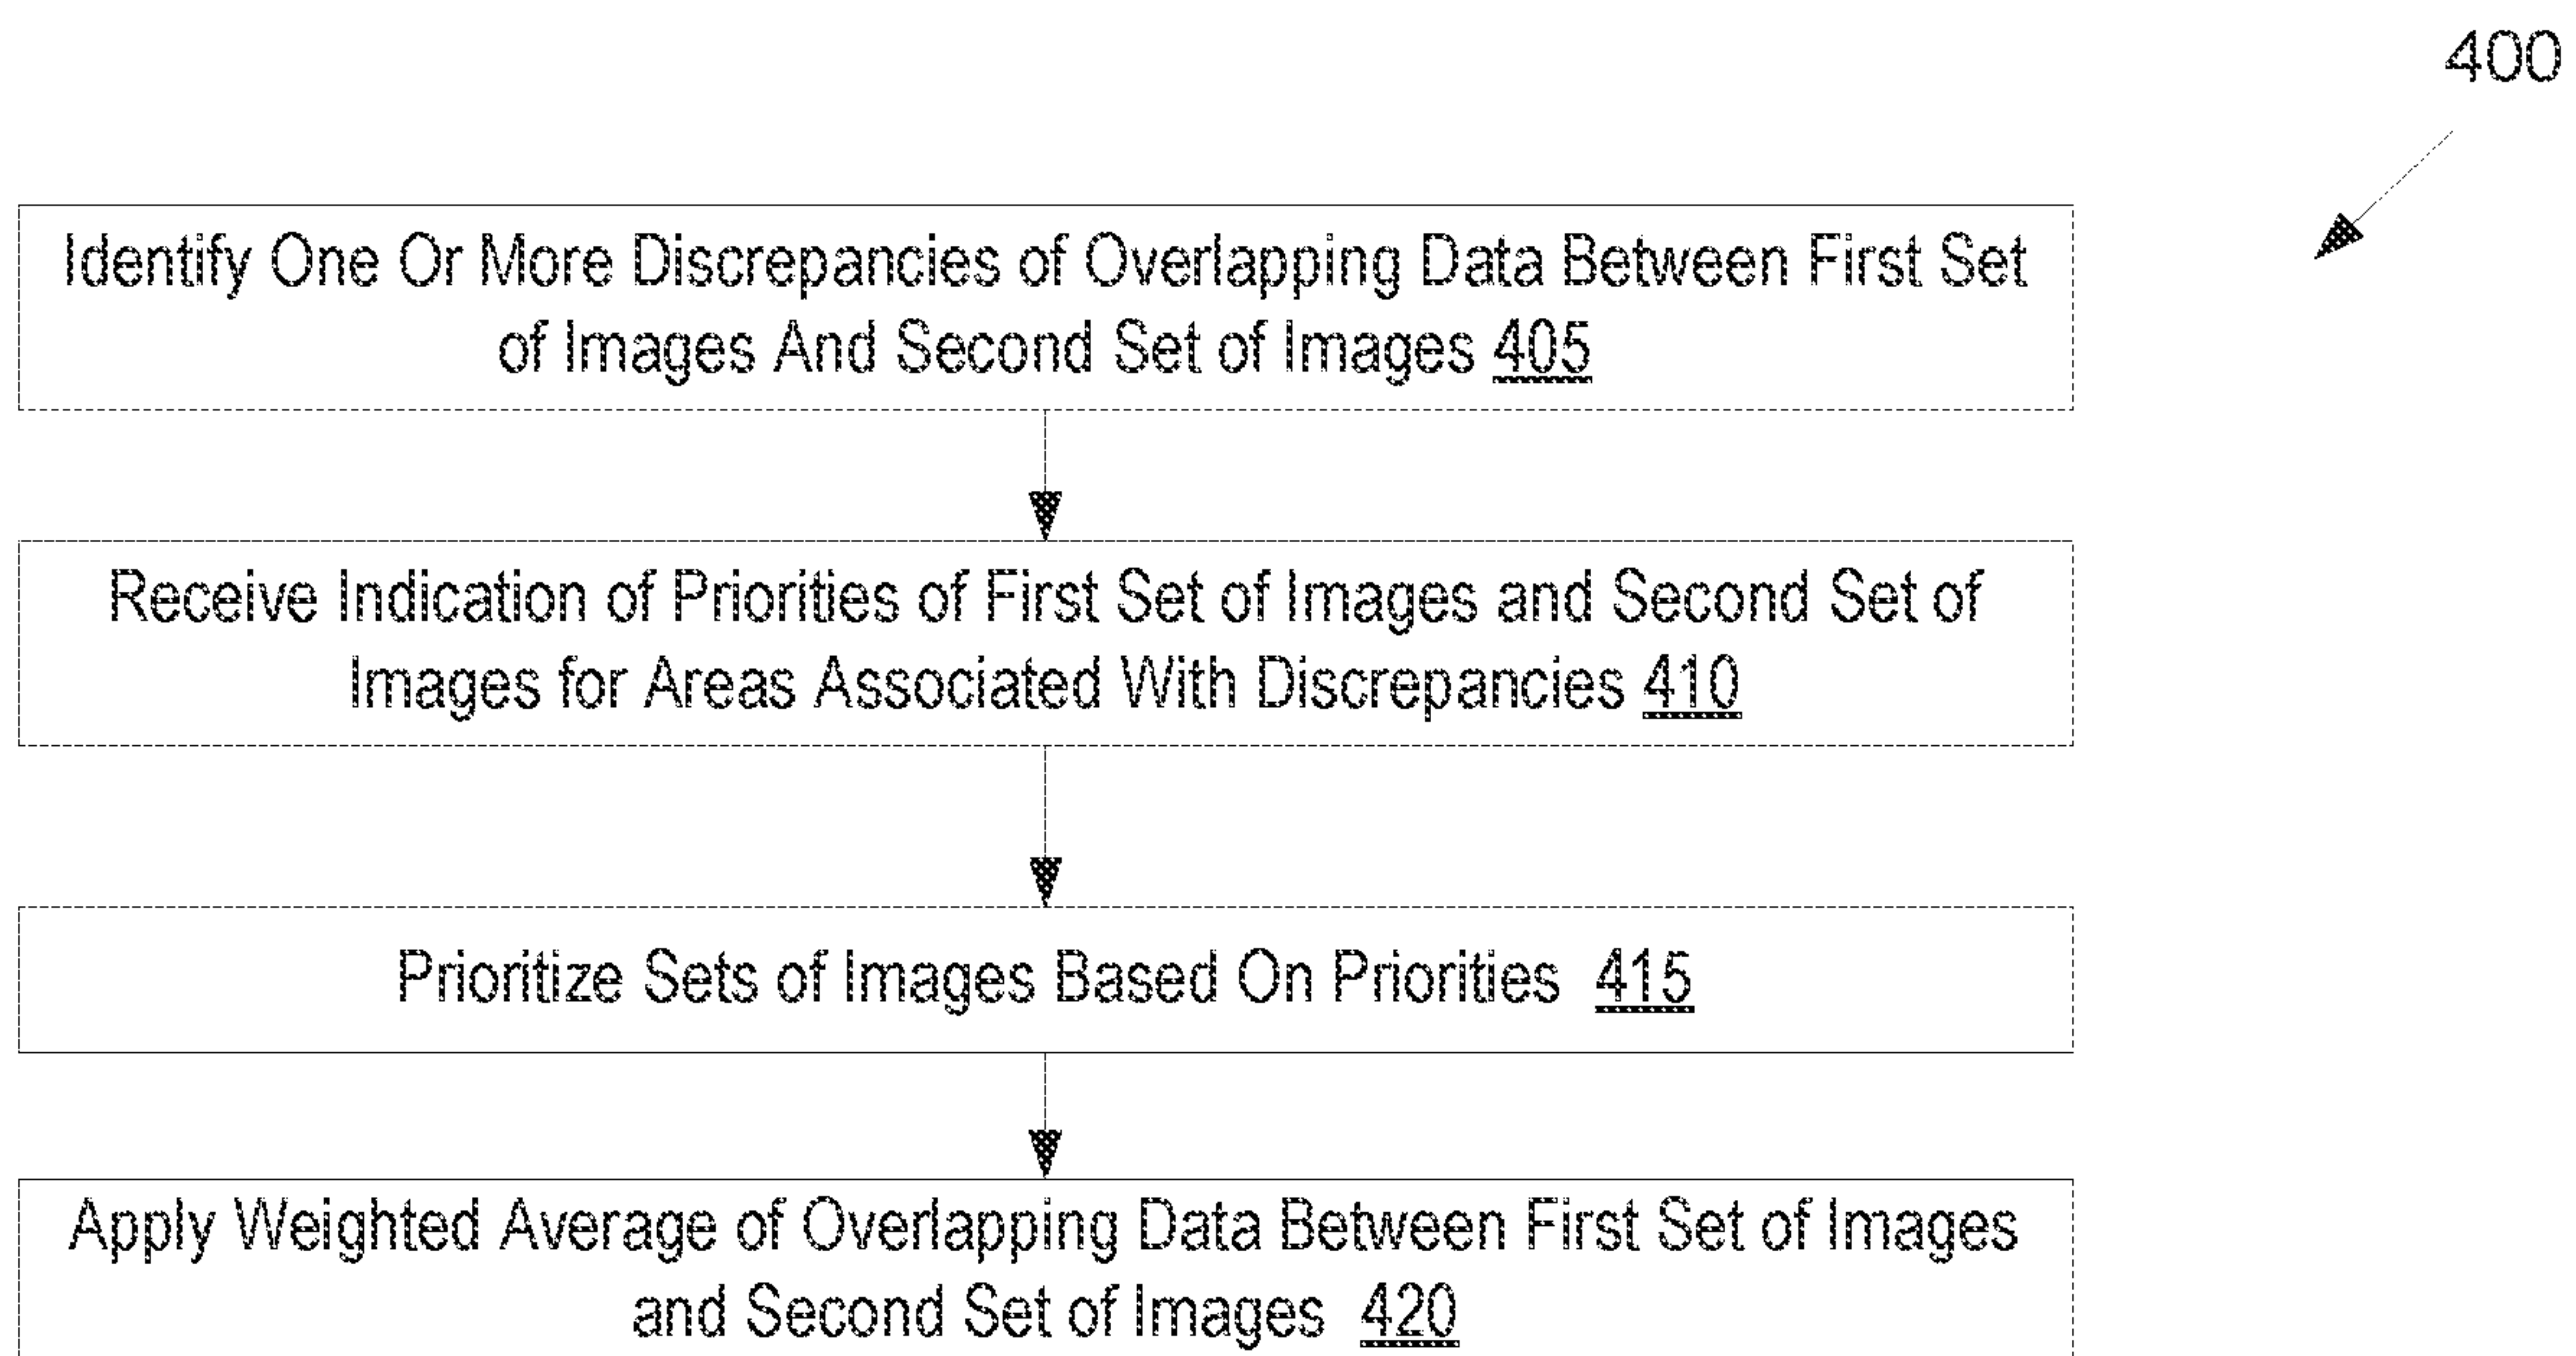 400
Identify One Or More Discrepancies of Overlapping Data Between First Set
of Images And Second Set of Images 405
Receive Indication of Priorities of First Set of Images and Second Set of
Images for Areas Associated With Discrepancies 410
Prioritize Sets of Images Based On Priorities 415
Apply Weighted Average of Overlapping Data Between First Set of Images
and Second Set of Images 420